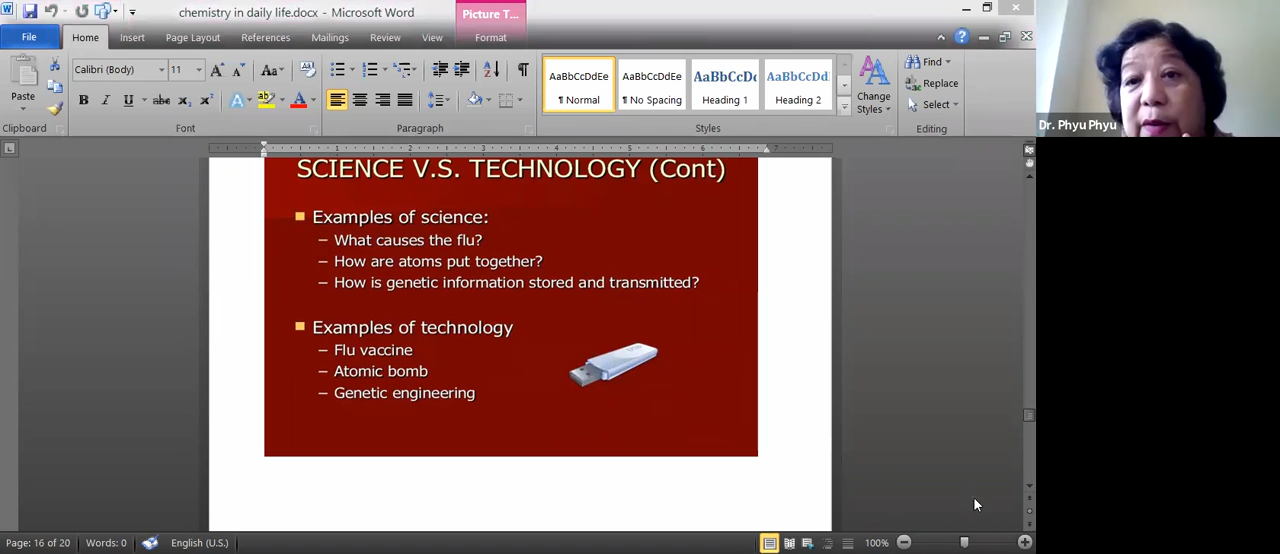 chemistry in daily life.docx - Microsoft Word
Picture T...
File Home Insert Page Layout References Mailings Review View Format
Calibri (Body) 11
Paste
Clipboard
Font
Paragraph
AaBbCcDdEe
¶ Normal
AaBbCcDdEe
¶ No Spacing
AaBbCcDd
Heading 1
AaBbCcDd
Heading 2
Change
Styles
Styles
Find
Replace
Select
Editing
Dr. Phyu Phyu
SCIENCE V.S. TECHNOLOGY (Cont)
Examples of science:
– What causes the flu?
– How are atoms put together?
– How is genetic information stored and transmitted?
Examples of technology
– Flu vaccine
– Atomic bomb
– Genetic engineering
Page: 16 of 20 Words: 0 English (U.S.) 100%